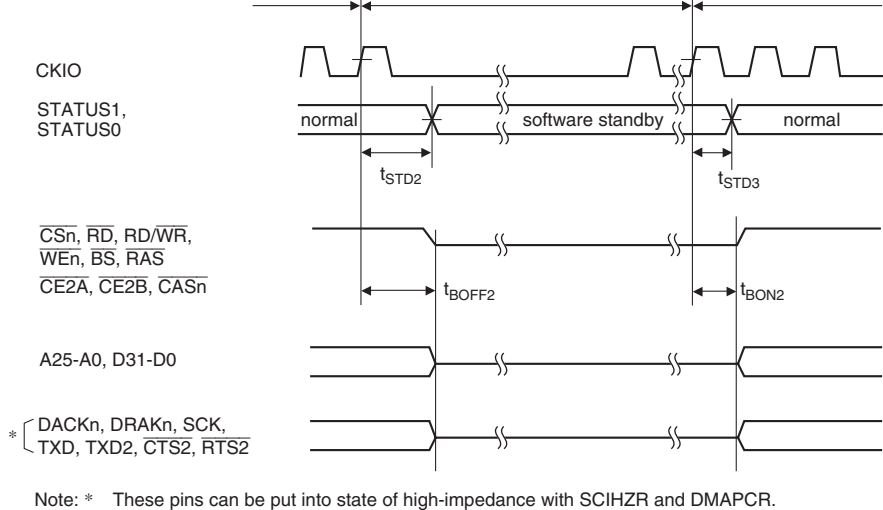 CKIO
STATUS1,
STATUS0
normal
software standby
normal
tSTD2
tSTD3
CSn, RD, RD/WR,
WEn, BS, RAS
CE2A, CE2B, CASn
tBOFF2
tBON2
A25-A0, D31-D0
* DACKn, DRAKn, SCK,
TXD, TXD2, CTS2, RTS2
Note: * These pins can be put into state of high-impedance with SCIHZR and DMAPCR.